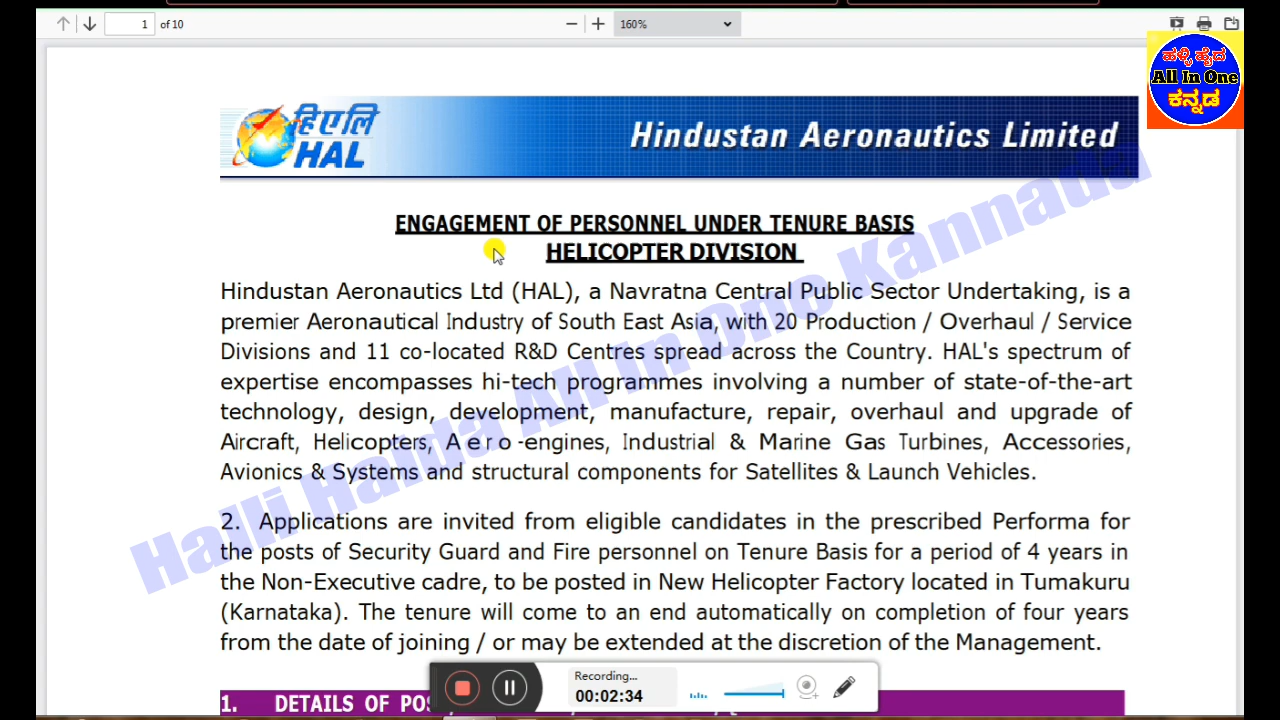 1 of 10
160%
ಹಳ್ಳಿ ಹೈದ
All In One
ಕನ್ನಡ
हिएलि
HAL
Hindustan Aeronautics Limited
ENGAGEMENT OF PERSONNEL UNDER TENURE BASIS
HELICOPTER DIVISION
Hindustan Aeronautics Ltd (HAL), a Navratna Central Public Sector Undertaking, is a
premier Aeronautical Industry of South East Asia, with 20 Production / Overhaul / Service
Divisions and 11 co-located R&D Centres spread across the Country. HAL's spectrum of
expertise encompasses hi-tech programmes involving a number of state-of-the-art
technology, design, development, manufacture, repair, overhaul and upgrade of
Aircraft, Helicopters, Aero-engines, Industrial & Marine Gas Turbines, Accessories,
Avionics & Systems and structural components for Satellites & Launch Vehicles.
Halli Haida All In One Kannada
2. Applications are invited from eligible candidates in the prescribed Performa for
the posts of Security Guard and Fire personnel on Tenure Basis for a period of 4 years in
the Non-Executive cadre, to be posted in New Helicopter Factory located in Tumakuru
(Karnataka). The tenure will come to an end automatically on completion of four years
from the date of joining / or may be extended at the discretion of the Management.
Recording...
00:02:34
1. DETAILS OF